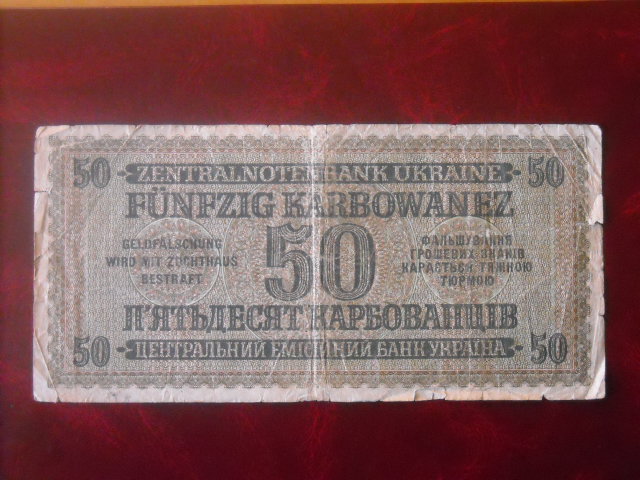 50 ZENTRALNOTENBANK UKRAINE 50
FÜNFZIG KARBOWANEZ
GELDFÄLSCHUNG
WIRD MIT ZUCHTHAUS
BESTRAFT
50
ФАЛЬШУВАННЯ
ГРОШЕВИХ ЗНАКІВ
КАРАЄТЬСЯ ТЯЖНОЮ
ТЮРМОЮ
П'ЯТЬДЕСЯТ КАРБОВАНЦІВ
50 ЦЕНТРАЛЬНИЙ ЕМІСІЙНИЙ БАНК УКРАЇНА 50